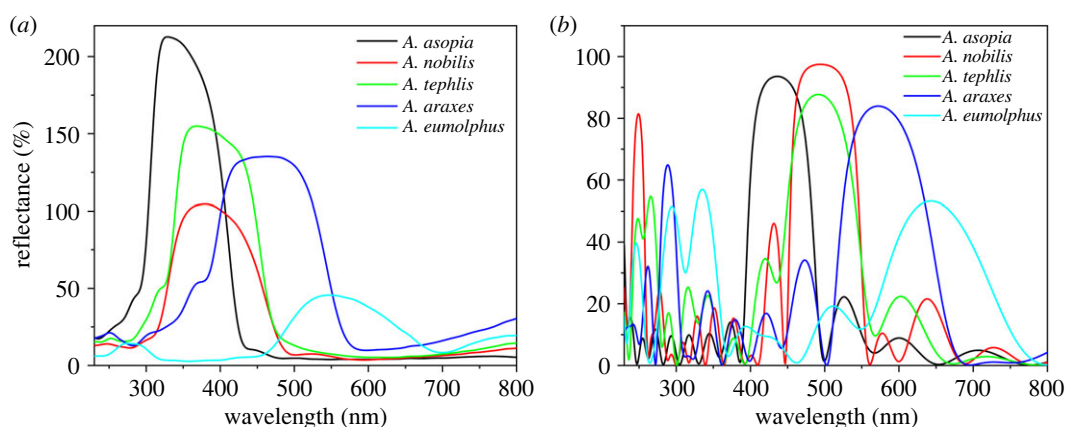 (a)
200
150
100
50
0
reflectance (%)
300 400 500 600 700 800
wavelength (nm)
A. asopia
A. nobilis
A. tephlis
A. araxes
A. eumolphus
(b)
100
80
60
40
20
0
300 400 500 600 700 800
wavelength (nm)
A. asopia
A. nobilis
A. tephlis
A. araxes
A. eumolphus